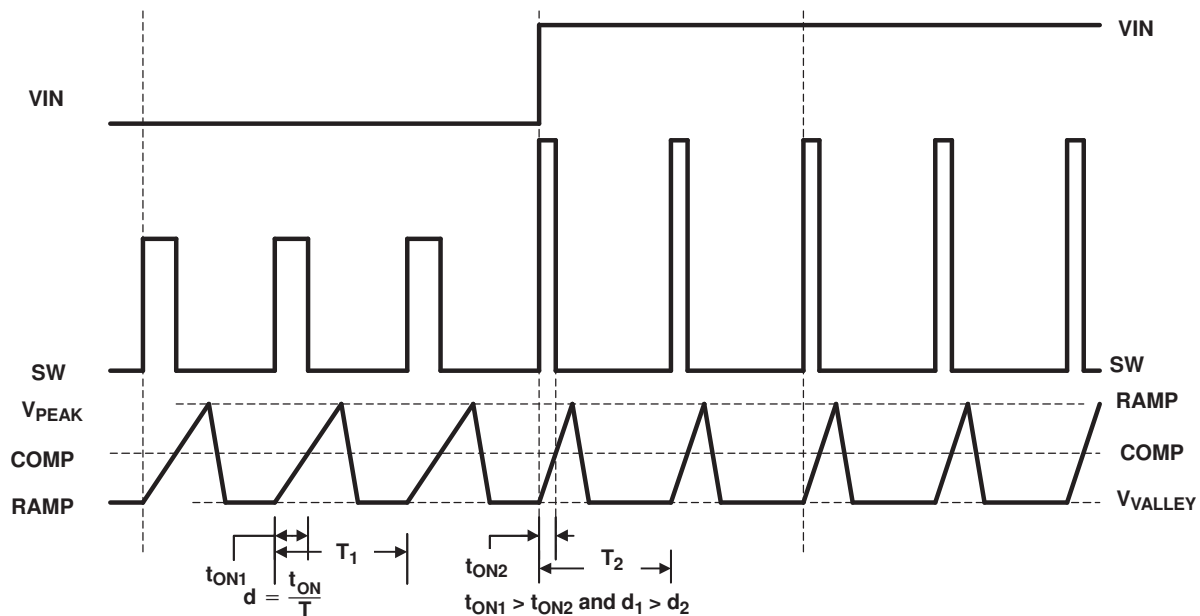 VIN
VIN
SW
SW
VPEAK
RAMP
COMP
COMP
RAMP
VVALLEY
tON1
T1
tON2
T2
d = tON/T
tON1 > tON2 and d1 > d2